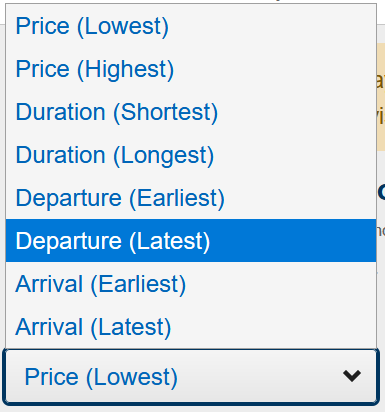 Price (Lowest)
Price (Highest)
Duration (Shortest)
Duration (Longest)
Departure (Earliest)
Departure (Latest)
Arrival (Earliest)
Arrival (Latest)
Price (Lowest)